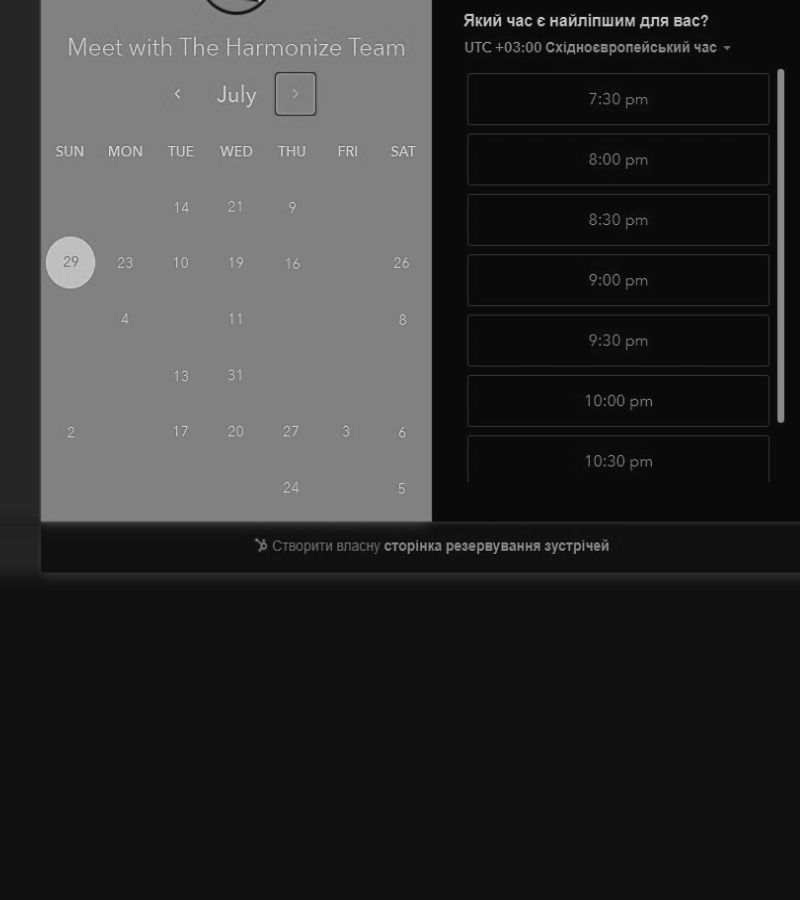 Meet with The Harmonize Team
July
SUN MON TUE WED THU FRI SAT
14 21 9
29 23 10 19 16 26
4 11 8
13 31
2 17 20 27 3 6
24 5
Який час є найліпшим для вас?
UTC +03:00 Східноєвропейський час
7:30 pm
8:00 pm
8:30 pm
9:00 pm
9:30 pm
10:00 pm
10:30 pm
Створити власну сторінка резервування зустрічей